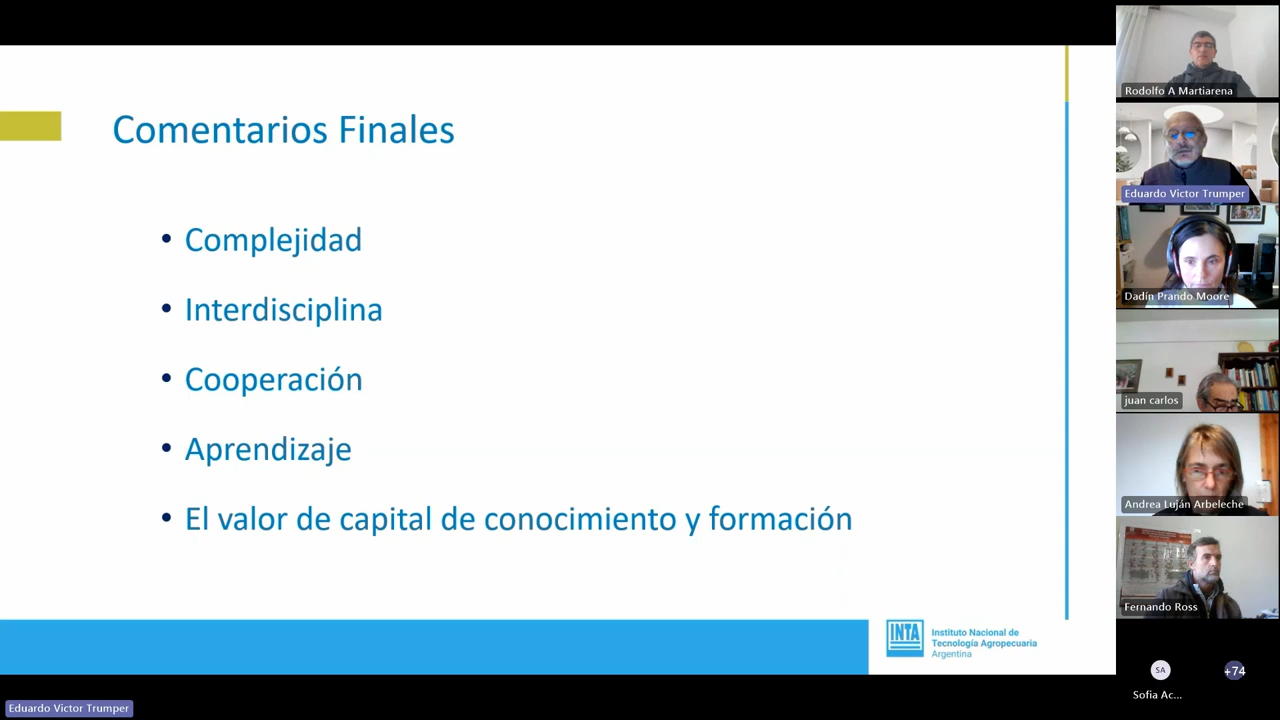 Comentarios Finales
• Complejidad
• Interdisciplina
• Cooperación
• Aprendizaje
• El valor de capital de conocimiento y formación
INTA
Instituto Nacional de
Tecnología Agropecuaria
Argentina
Eduardo Victor Trumper
Rodolfo A Martiarena
Eduardo Victor Trumper
Dadín Prando Moore
juan carlos
Andrea Luján Arbeleche
Fernando Ross
SA
+74
Sofia Ac...